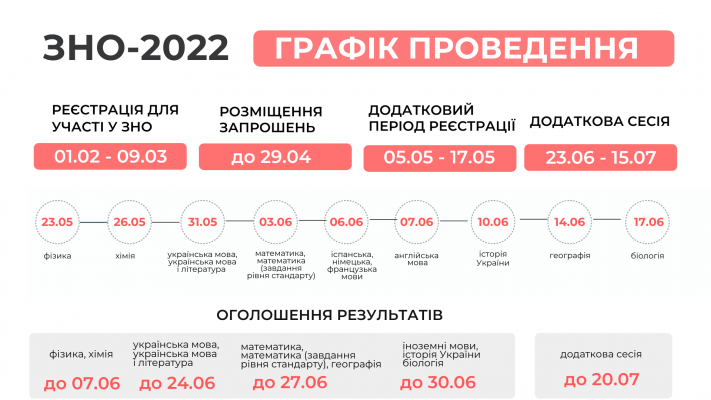 ЗНО-2022
ГРАФІК ПРОВЕДЕННЯ
РЕЄСТРАЦІЯ ДЛЯ
УЧАСТІ У ЗНО
01.02 - 09.03
РОЗМІЩЕННЯ
ЗАПРОШЕНЬ
до 29.04
ДОДАТКОВИЙ
ПЕРІОД РЕЄСТРАЦІЇ
05.05 - 17.05
ДОДАТКОВА СЕСІЯ
23.06 - 15.07
23.05
фізика
26.05
хімія
31.05
українська мова,
українська мова
і література
03.06
математика,
математика
(завдання
рівня стандарту)
06.06
іспанська,
німецька,
французька
мови
07.06
англійська
мова
10.06
історія
України
14.06
географія
17.06
біологія
ОГОЛОШЕННЯ РЕЗУЛЬТАТІВ
фізика, хімія
до 07.06
українська мова,
українська мова
і література
до 24.06
математика,
математика (завдання
рівня стандарту), географія
до 27.06
іноземні мови,
історія України
біологія
до 30.06
додаткова сесія
до 20.07